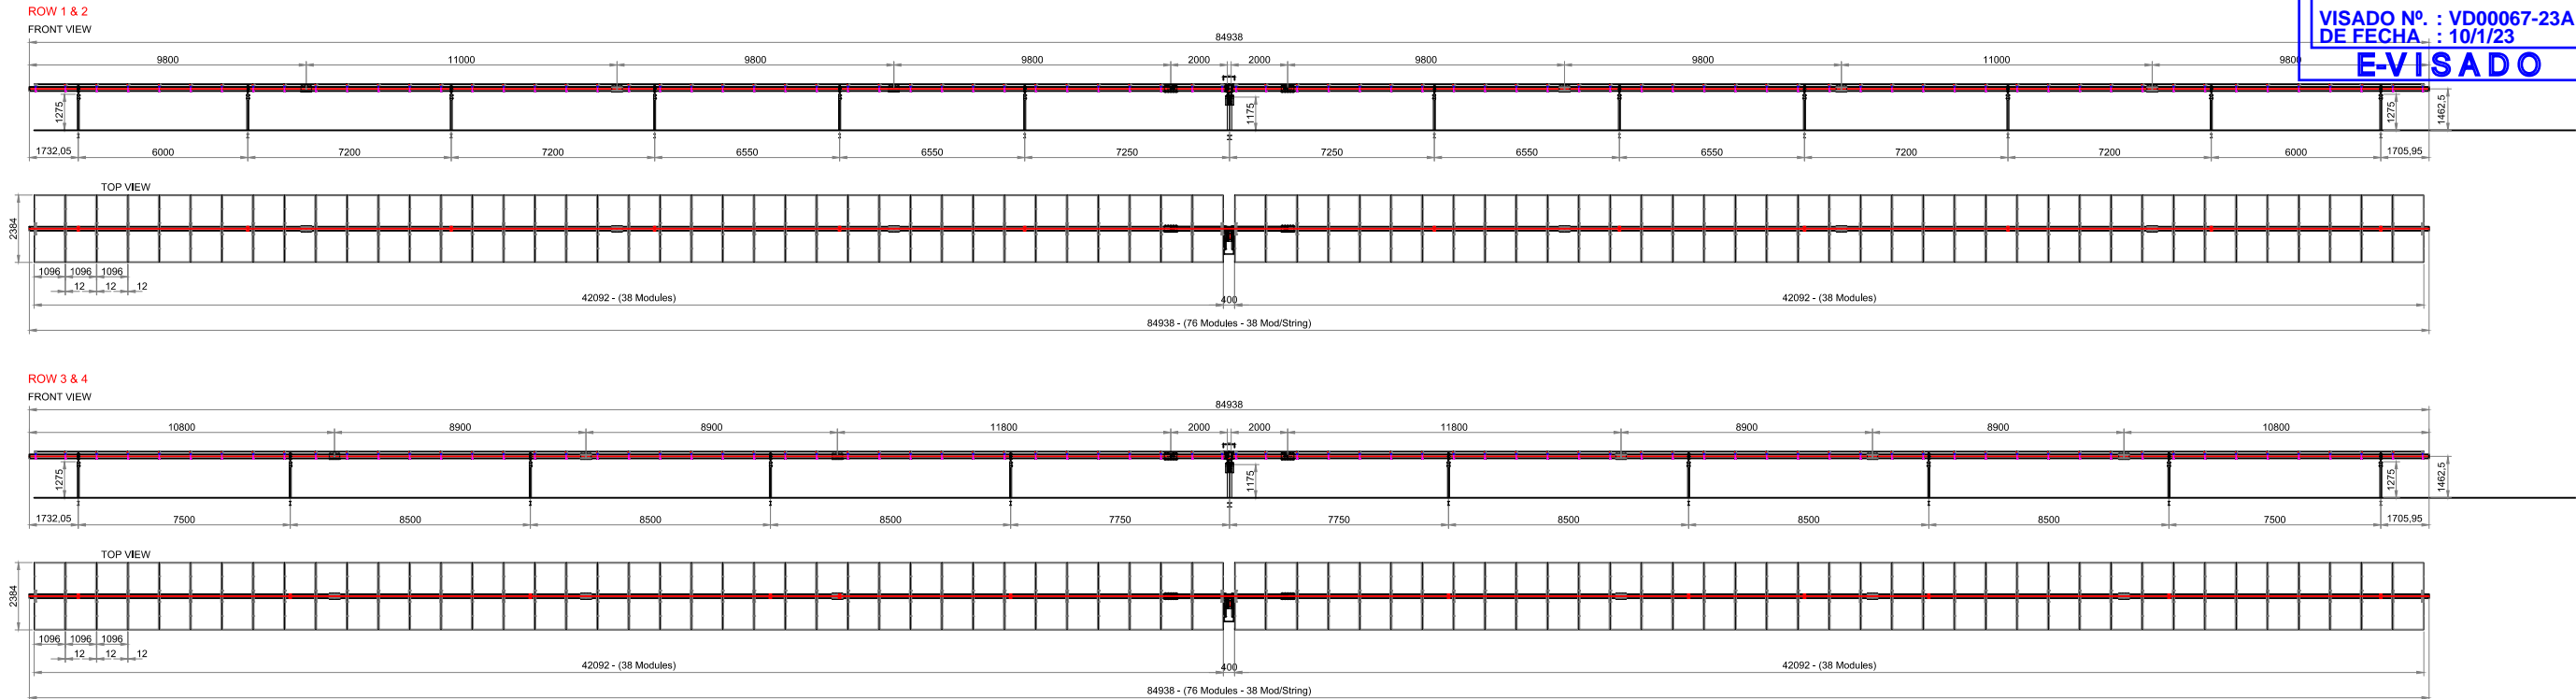 ROW 1 & 2
FRONT VIEW
VISADO Nº. : VD00067-23A
DE FECHA : 10/1/23
E-VISADO
84938
9800 11000 9800 9800 2000 2000 9800 9800 11000 9800
1275 1175 1275 1462,5
1732,05 6000 7200 7200 6550 6550 7250 7250 6550 6550 7200 7200 6000 1705,95
TOP VIEW
2384
1096 1096 1096
12 12 12
42092 - (38 Modules) 400 42092 - (38 Modules)
84938 - (76 Modules - 38 Mod/String)
ROW 3 & 4
FRONT VIEW
84938
10800 8900 8900 11800 2000 2000 11800 8900 8900 10800
1275 1175 1275 1462,5
1732,05 7500 8500 8500 8500 7750 7750 8500 8500 8500 7500 1705,95
TOP VIEW
2384
1096 1096 1096
12 12 12
42092 - (38 Modules) 400 42092 - (38 Modules)
84938 - (76 Modules - 38 Mod/String)